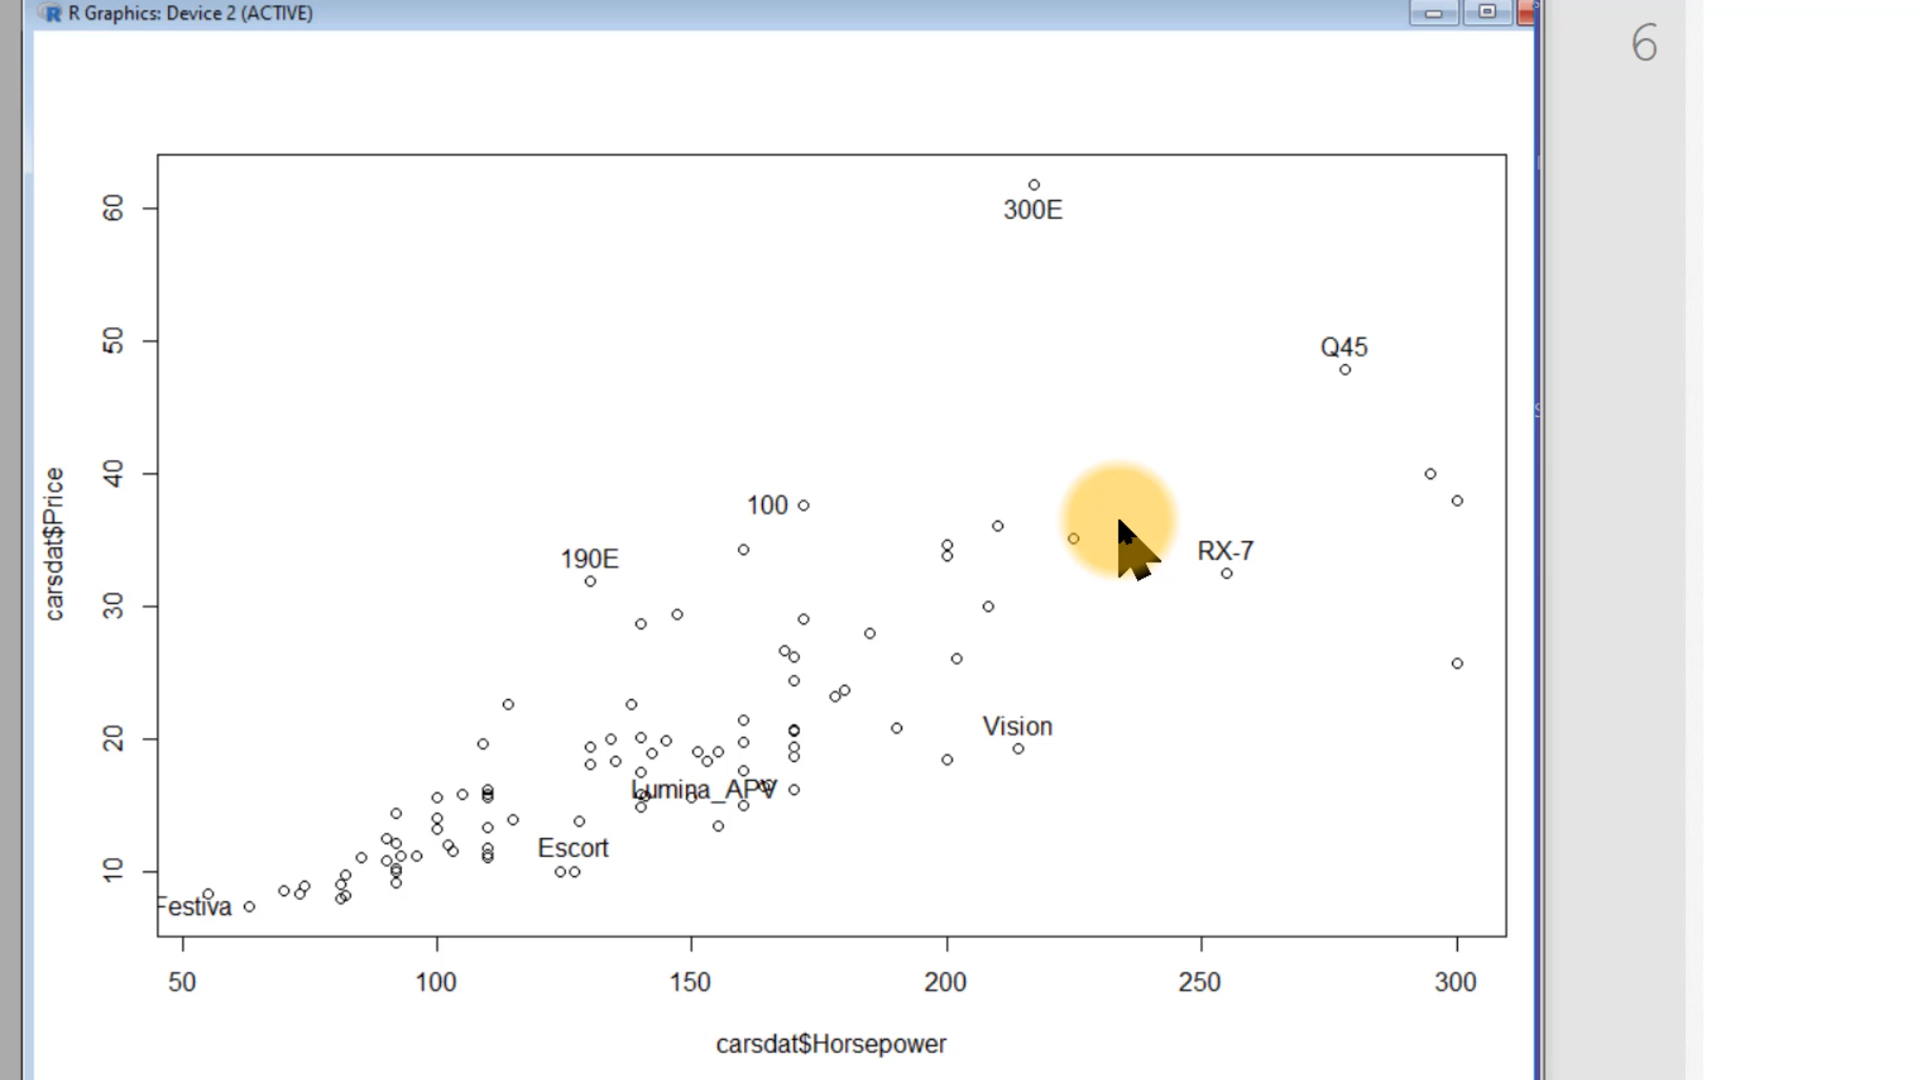 R Graphics: Device 2 (ACTIVE)
6
60
300E
50
Q45
40
100
190E
RX-7
30
20
Vision
Lumina_APV
Escort
10
Festiva
carsdat$Price
50 100 150 200 250 300
carsdat$Horsepower